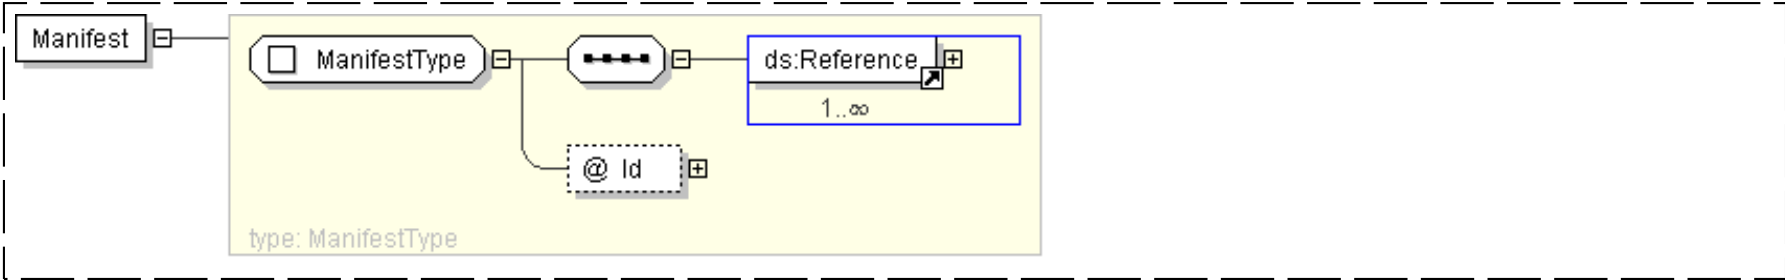 Manifest
ManifestType
ds:Reference
1..∞
@ Id
type: ManifestType